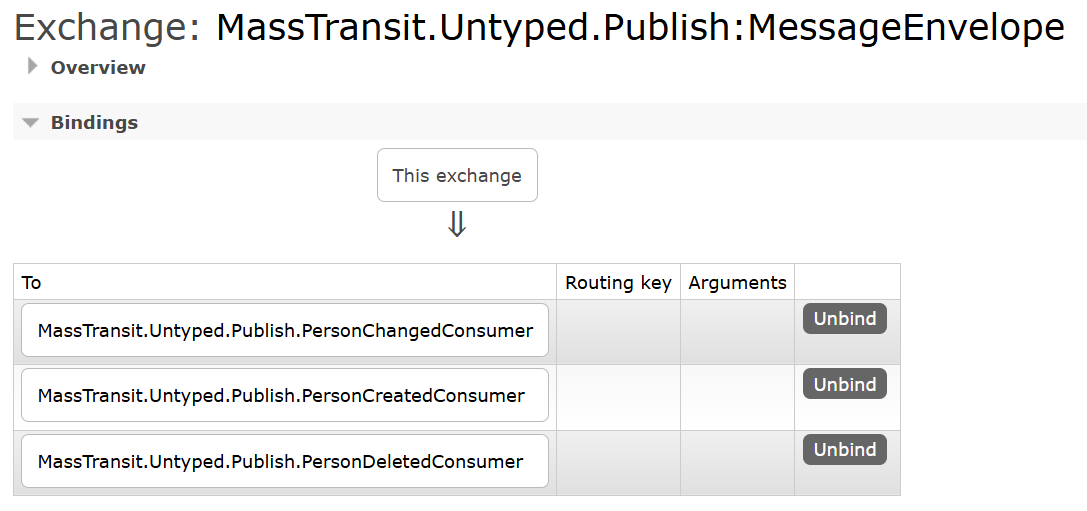 Exchange: MassTransit.Untyped.Publish:MessageEnvelope
Overview
Bindings
This exchange
⇓
To Routing key Arguments
MassTransit.Untyped.Publish.PersonChangedConsumer Unbind
MassTransit.Untyped.Publish.PersonCreatedConsumer Unbind
MassTransit.Untyped.Publish.PersonDeletedConsumer Unbind